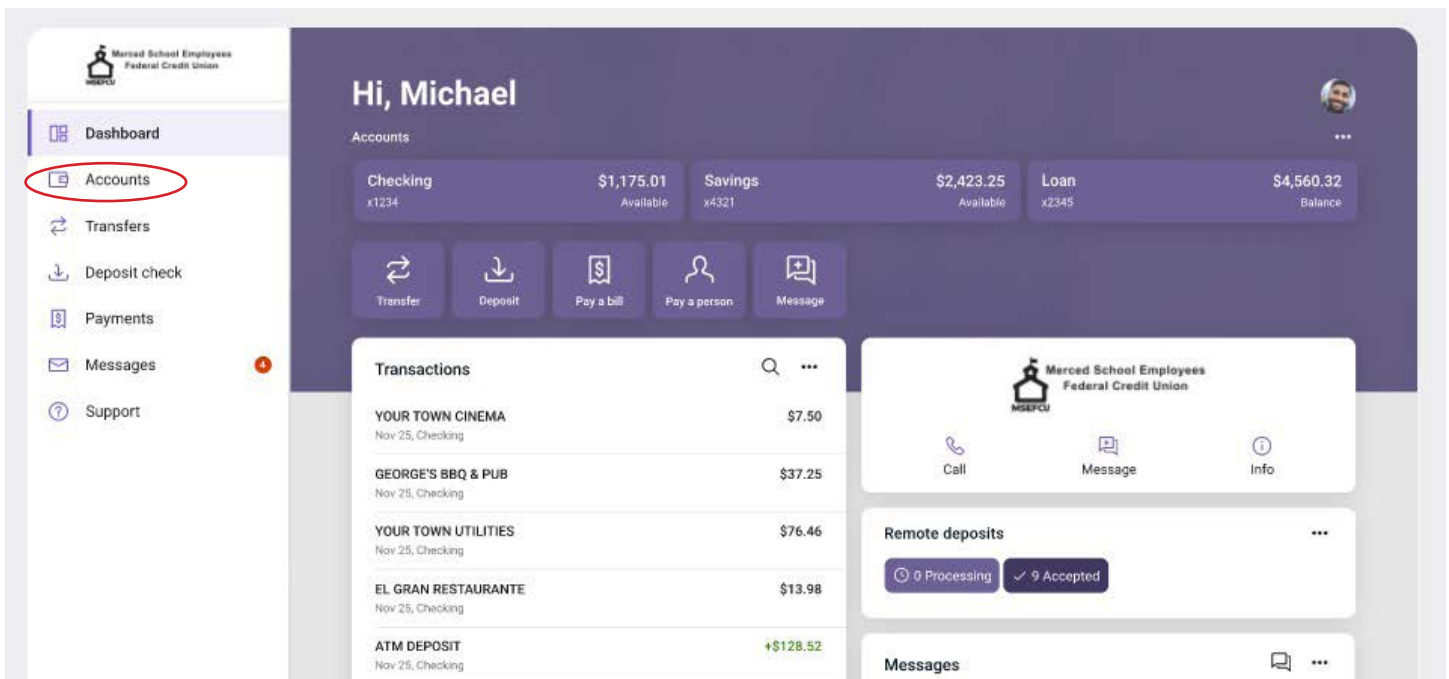 Merced School Employees
Federal Credit Union
MSEFCU
Dashboard
Accounts
Transfers
Deposit check
Payments
Messages 4
Support
Hi, Michael
Accounts
Checking $1,175.01
x1234 Available
Savings $2,423.25
x4321 Available
Loan $4,560.32
x2345 Balance
Transfer
Deposit
Pay a bill
Pay a person
Message
Transactions
YOUR TOWN CINEMA $7.50
Nov 25, Checking
GEORGE'S BBQ & PUB $37.25
Nov 25, Checking
YOUR TOWN UTILITIES $76.46
Nov 25, Checking
EL GRAN RESTAURANTE $13.98
Nov 25, Checking
ATM DEPOSIT +$128.52
Nov 25, Checking
Merced School Employees
Federal Credit Union
MSEFCU
Call Message Info
Remote deposits
0 Processing 9 Accepted
Messages